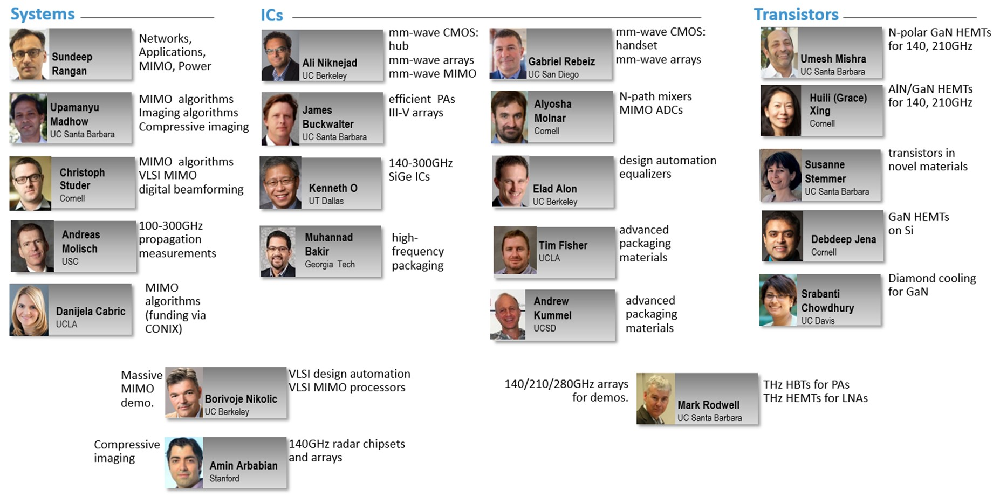 Systems
Sundeep
Rangan
Networks,
Applications,
MIMO, Power
Upamanyu
Madhow
UC Santa Barbara
MIMO algorithms
Imaging algorithms
Compressive imaging
Christoph
Studer
Cornell
MIMO algorithms
VLSI MIMO
digital beamforming
Andreas
Molisch
USC
100-300GHz
propagation
measurements
Danijela Cabric
UCLA
MIMO
algorithms
(funding via
CONIX)
ICs
Ali Niknejad
UC Berkeley
mm-wave CMOS:
hub
mm-wave arrays
mm-wave MIMO
James
Buckwalter
UC Santa Barbara
efficient PAs
III-V arrays
Kenneth O
UT Dallas
140-300GHz
SiGe ICs
Muhannad
Bakir
Georgia Tech
high-
frequency
packaging
Gabriel Rebeiz
UC San Diego
mm-wave CMOS:
handset
mm-wave arrays
Alyosha
Molnar
Cornell
N-path mixers
MIMO ADCs
Elad Alon
UC Berkeley
design automation
equalizers
Tim Fisher
UCLA
advanced
packaging
materials
Andrew
Kummel
UCSD
advanced
packaging
materials
Transistors
Umesh Mishra
UC Santa Barbara
N-polar GaN HEMTs
for 140, 210GHz
Huili (Grace)
Xing
Cornell
AlN/GaN HEMTs
for 140, 210GHz
Susanne
Stemmer
UC Santa Barbara
transistors in
novel materials
Debdeep Jena
Cornell
GaN HEMTs
on Si
Srabanti
Chowdhury
UC Davis
Diamond cooling
for GaN
Massive
MIMO
demo.
Borivoje Nikolic
UC Berkeley
VLSI design automation
VLSI MIMO processors
140/210/280GHz arrays
for demos.
Mark Rodwell
UC Santa Barbara
THz HBTs for PAs
THz HEMTs for LNAs
Compressive
imaging
Amin Arbabian
Stanford
140GHz radar chipsets
and arrays